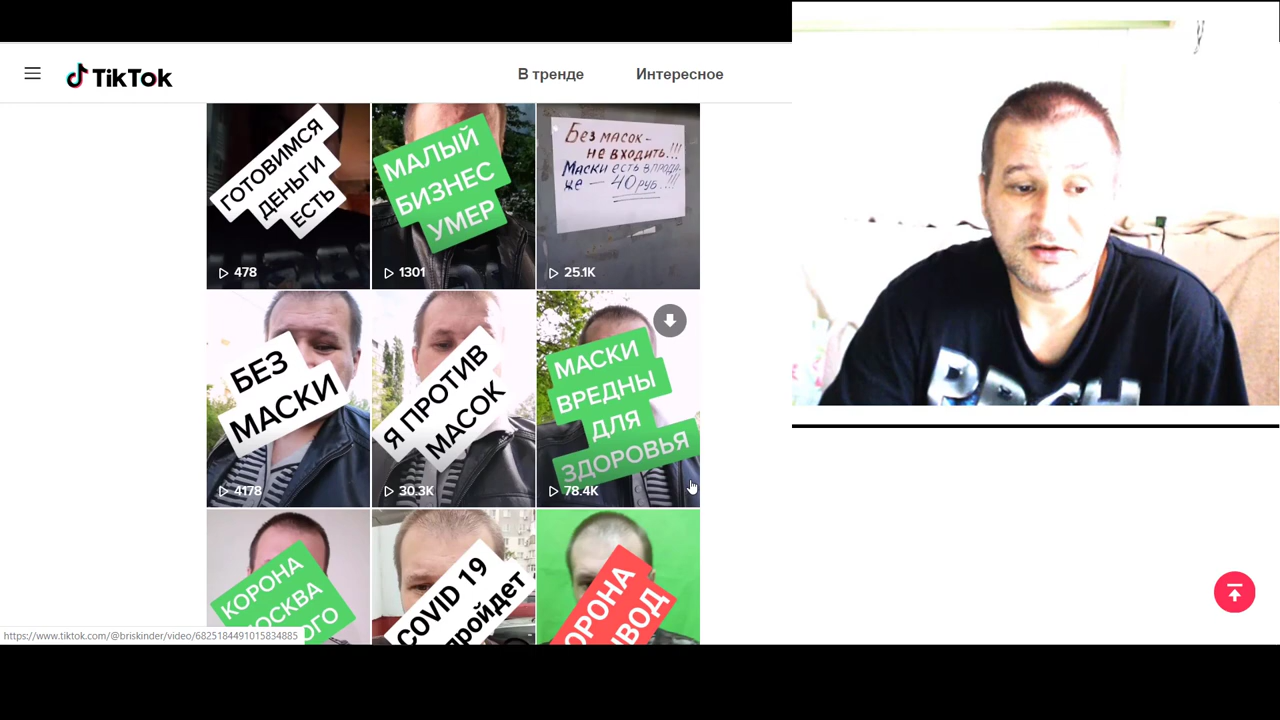 TikTok
В тренде
Интересное
ГОТОВИМСЯ
ДЕНЬГИ
ЕСТЬ
478
МАЛЫЙ
БИЗНЕС
УМЕР
1301
Без масок-
не входить!!!
Маски есть в прода-
же — 40 руб.!!!
25.1K
БЕЗ
МАСКИ
4178
Я ПРОТИВ
МАСОК
30.3K
МАСКИ
ВРЕДНЫ
ДЛЯ
ЗДОРОВЬЯ
78.4K
КОРОНА
COVID 19
пройдет
https://www.tiktok.com/@briskinder/video/6825184491015834885